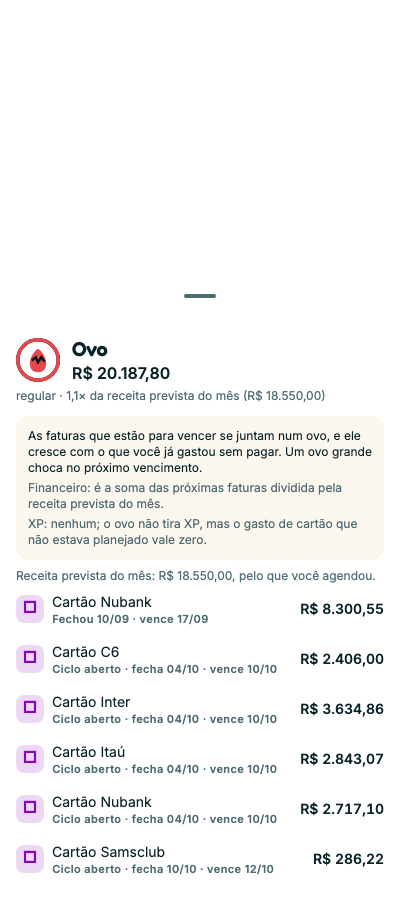 Ovo
R$ 20.187,80
regular · 1,1× da receita prevista do mês (R$ 18.550,00)
As faturas que estão para vencer se juntam num ovo, e ele
cresce com o que você já gastou sem pagar. Um ovo grande
choca no próximo vencimento.
Financeiro: é a soma das próximas faturas dividida pela
receita prevista do mês.
XP: nenhum; o ovo não tira XP, mas o gasto de cartão que
não estava planejado vale zero.
Receita prevista do mês: R$ 18.550,00, pelo que você agendou.
Cartão Nubank
R$ 8.300,55
Fechou 10/09 · vence 17/09
Cartão C6
R$ 2.406,00
Ciclo aberto · fecha 04/10 · vence 10/10
Cartão Inter
R$ 3.634,86
Ciclo aberto · fecha 04/10 · vence 10/10
Cartão Itaú
R$ 2.843,07
Ciclo aberto · fecha 04/10 · vence 10/10
Cartão Nubank
R$ 2.717,10
Ciclo aberto · fecha 04/10 · vence 10/10
Cartão Samsclub
R$ 286,22
Ciclo aberto · fecha 10/10 · vence 12/10